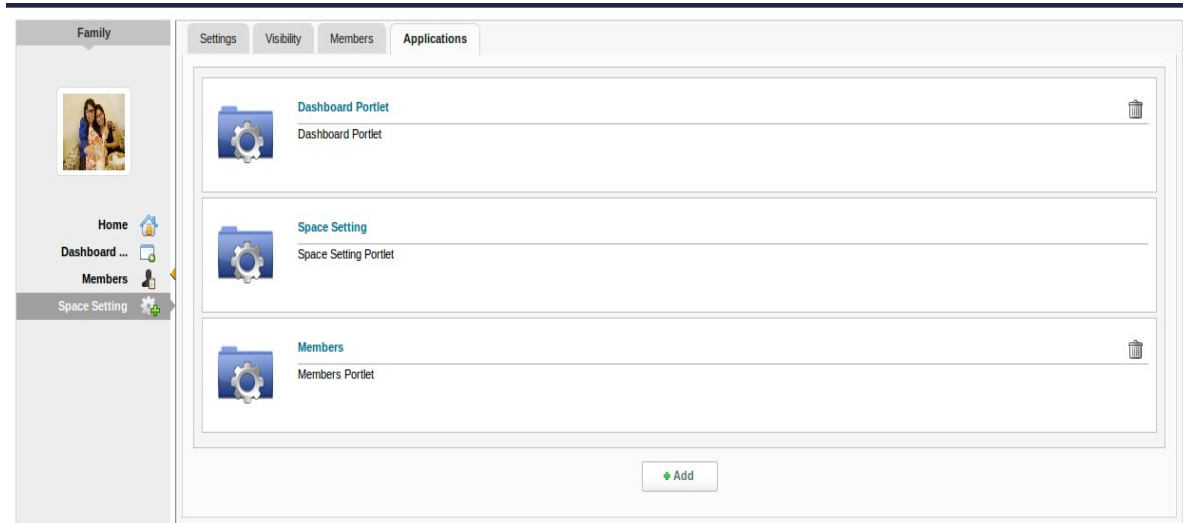 Family
Settings Visibility Members Applications
Dashboard Portlet
Dashboard Portlet
Home
Dashboard ...
Members
Space Setting
Space Setting
Space Setting Portlet
Members
Members Portlet
Add